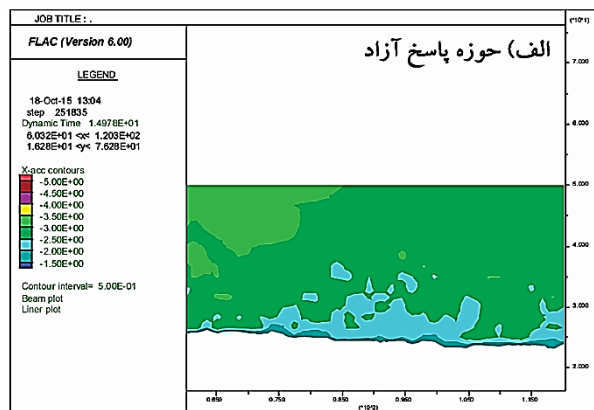 JOB TITLE : .
FLAC (Version 6.00)
LEGEND
18-Oct-15 13:04
step 251835
Dynamic Time 1.4978E+01
6.032E+01 <x< 1.203E+02
1.628E+01 <y< 7.628E+01
X-acc contours
-5.00E+00
-4.50E+00
-4.00E+00
-3.50E+00
-3.00E+00
-2.50E+00
-2.00E+00
-1.50E+00
Contour interval= 5.00E-01
Beam plot
Liner plot
الف) حوزه پاسخ آزاد
(*10^1)
7.000
6.000
5.000
4.000
3.000
2.000
0.650 0.750 0.850 0.950 1.050 1.150
(*10^2)